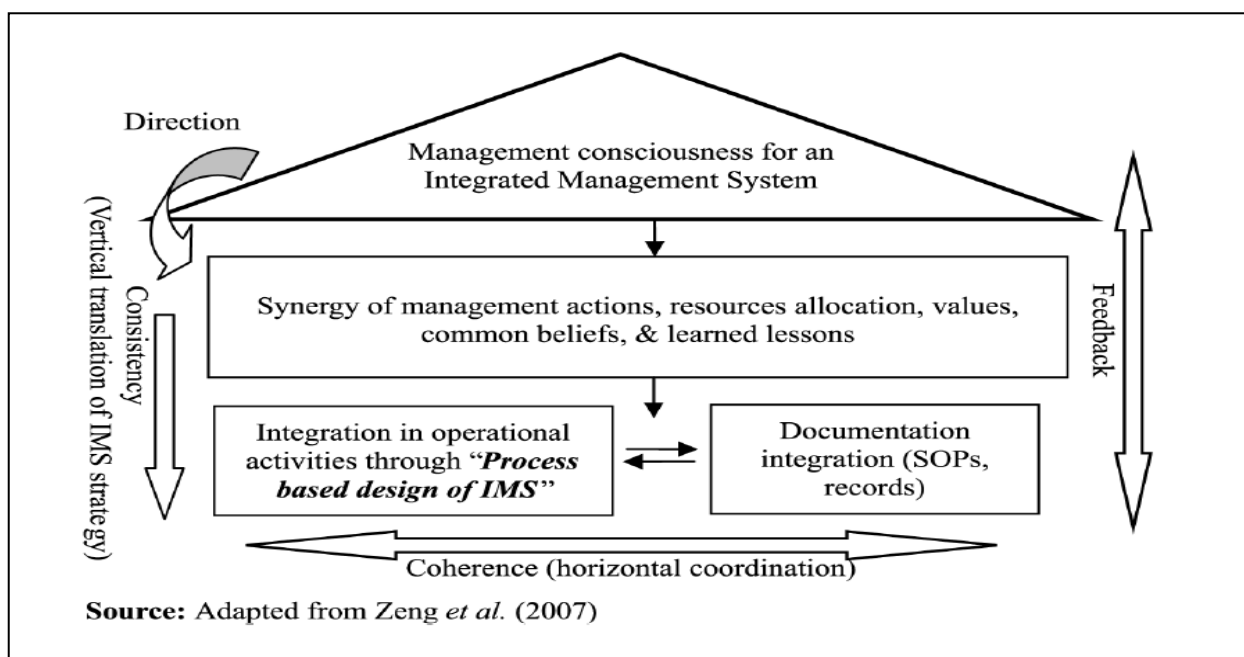 Direction
Management consciousness for an
Integrated Management System
Synergy of management actions, resources allocation, values,
common beliefs, & learned lessons
Consistency
(Vertical translation of IMS strategy)
Feedback
Integration in operational
activities through “Process
based design of IMS”
Documentation
integration (SOPs,
records)
Coherence (horizontal coordination)
Source: Adapted from Zeng et al. (2007)